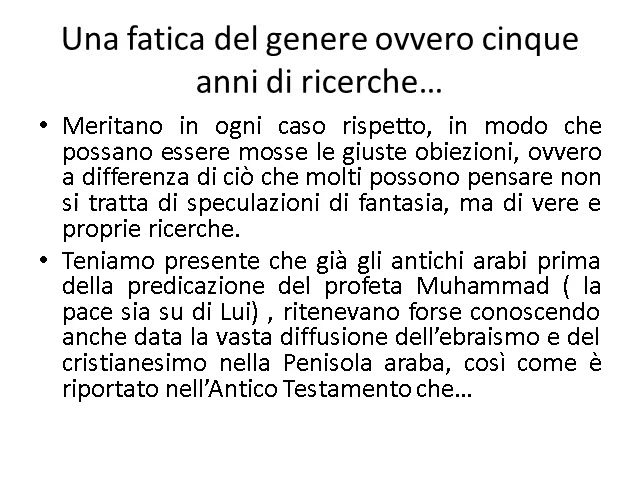 Una fatica del genere ovvero cinque
anni di ricerche…
• Meritano in ogni caso rispetto, in modo che
possano essere mosse le giuste obiezioni, ovvero
a differenza di ciò che molti possono pensare non
si tratta di speculazioni di fantasia, ma di vere e
proprie ricerche.
• Teniamo presente che già gli antichi arabi prima
della predicazione del profeta Muhammad ( la
pace sia su di Lui) , ritenevano forse conoscendo
anche data la vasta diffusione dell’ebraismo e del
cristianesimo nella Penisola araba, così come è
riportato nell’Antico Testamento che…